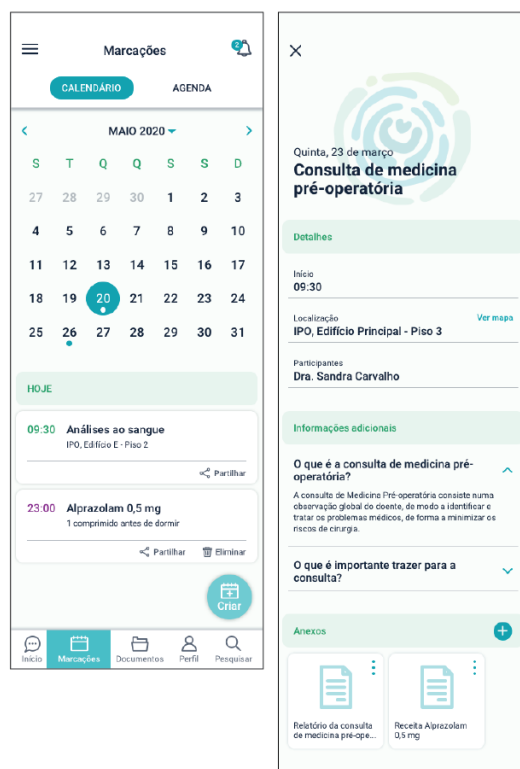 Marcações
2
CALENDÁRIO AGENDA
MAIO 2020
S T Q Q S S D
27 28 29 30 1 2 3
4 5 6 7 8 9 10
11 12 13 14 15 16 17
18 19 20 21 22 23 24
25 26 27 28 29 30 31
HOJE
09:30 Análises ao sangue
IPO, Edifício E - Piso 2
Partilhar
23:00 Alprazolam 0,5 mg
1 comprimido antes de dormir
Partilhar Eliminar
Criar
Início Marcações Documentos Perfil Pesquisar
Quinta, 23 de março
Consulta de medicina
pré-operatória
Detalhes
Início
09:30
Localização
IPO, Edifício Principal - Piso 3 Ver mapa
Participantes
Dra. Sandra Carvalho
Informações adicionais
O que é a consulta de medicina pré-
operatória?
A consulta de Medicina Pré-operatória consiste numa
observação global do doente, de modo a identificar e
tratar os problemas médicos, de forma a minimizar os
riscos de cirurgia.
O que é importante trazer para a
consulta?
Anexos
Relatório da consulta
de medicina pré-ope...
Receita Alprazolam
0,5 mg